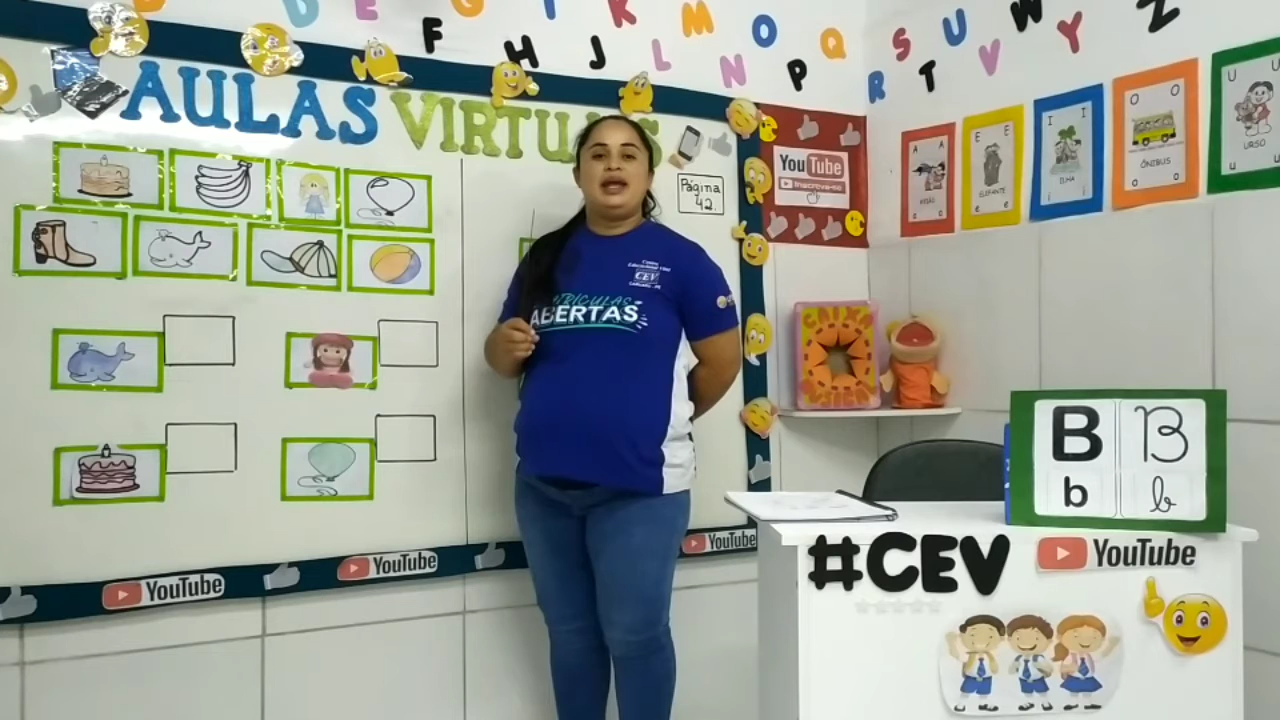 F H J K L M N O P Q R S T U V W Y Z
AULAS VIRTUAIS
Página
42.
YouTube
Inscreva-se
A A
a a
E E
ELEFANTE
e e
I I
ILHA
i i
O O
ÔNIBUS
o o
U U
URSO
u u
CEV
MATRÍCULAS
ABERTAS
CAIXA
B B
b b
#CEV
YouTube
YouTube
YouTube
YouTube